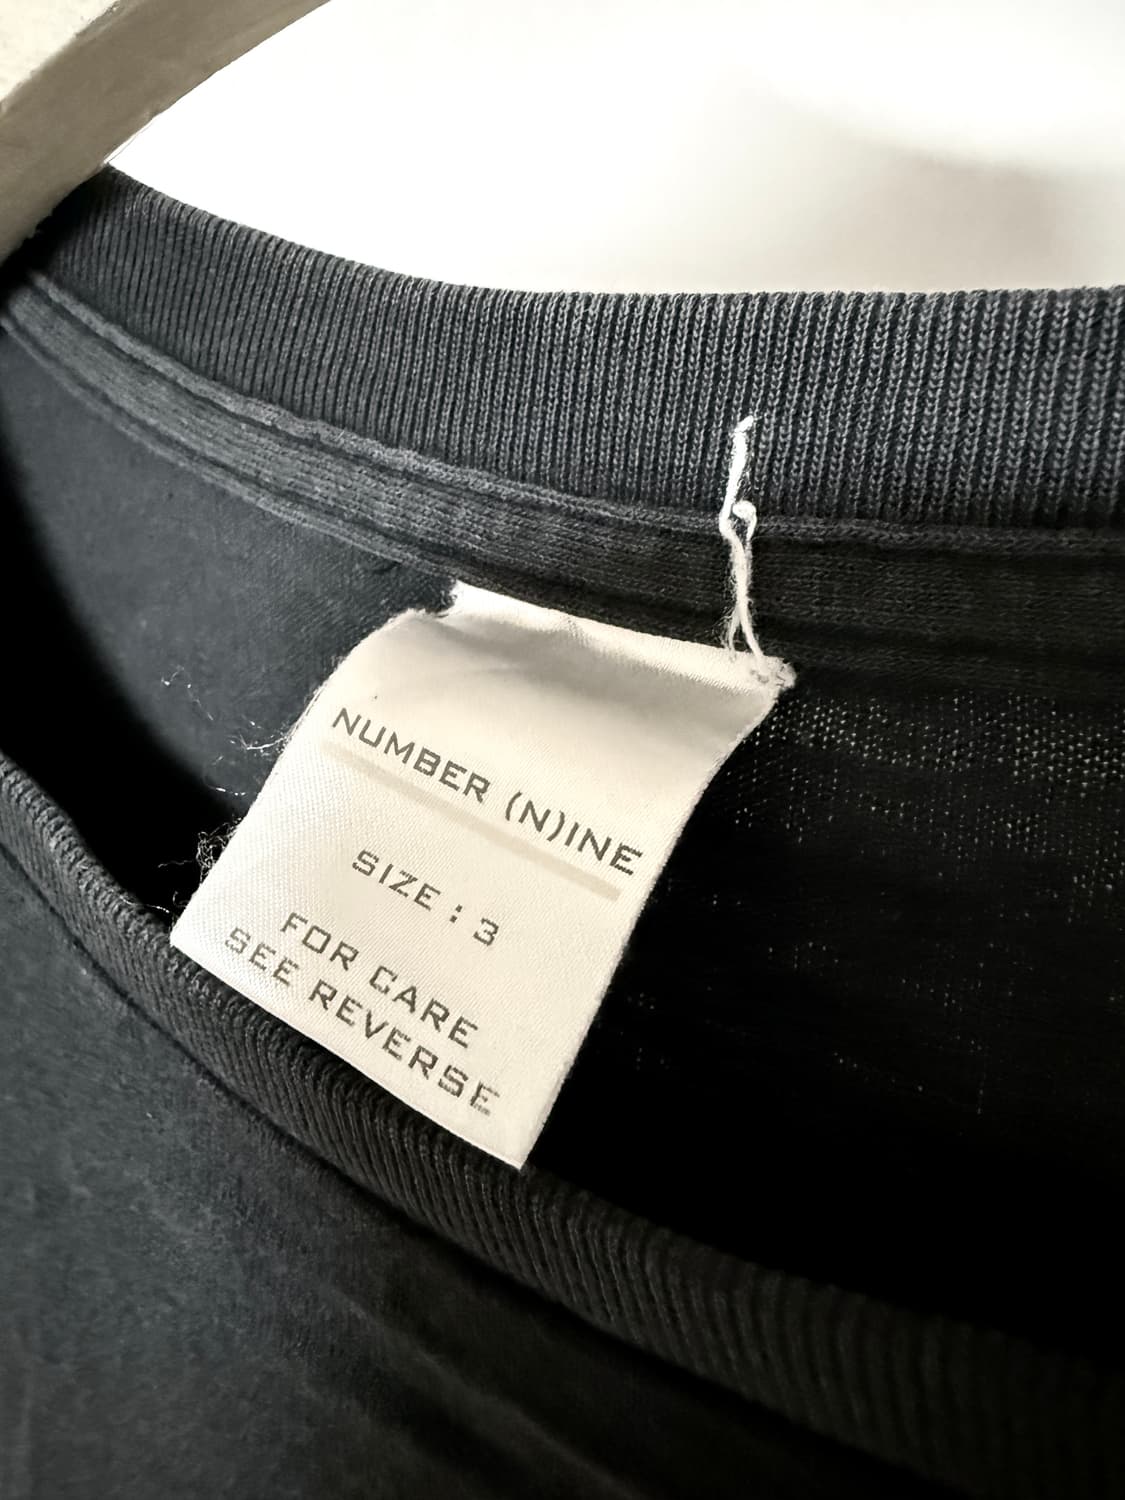 NUMBER (N)INE
SIZE : 3
FOR CARE
SEE REVERSE